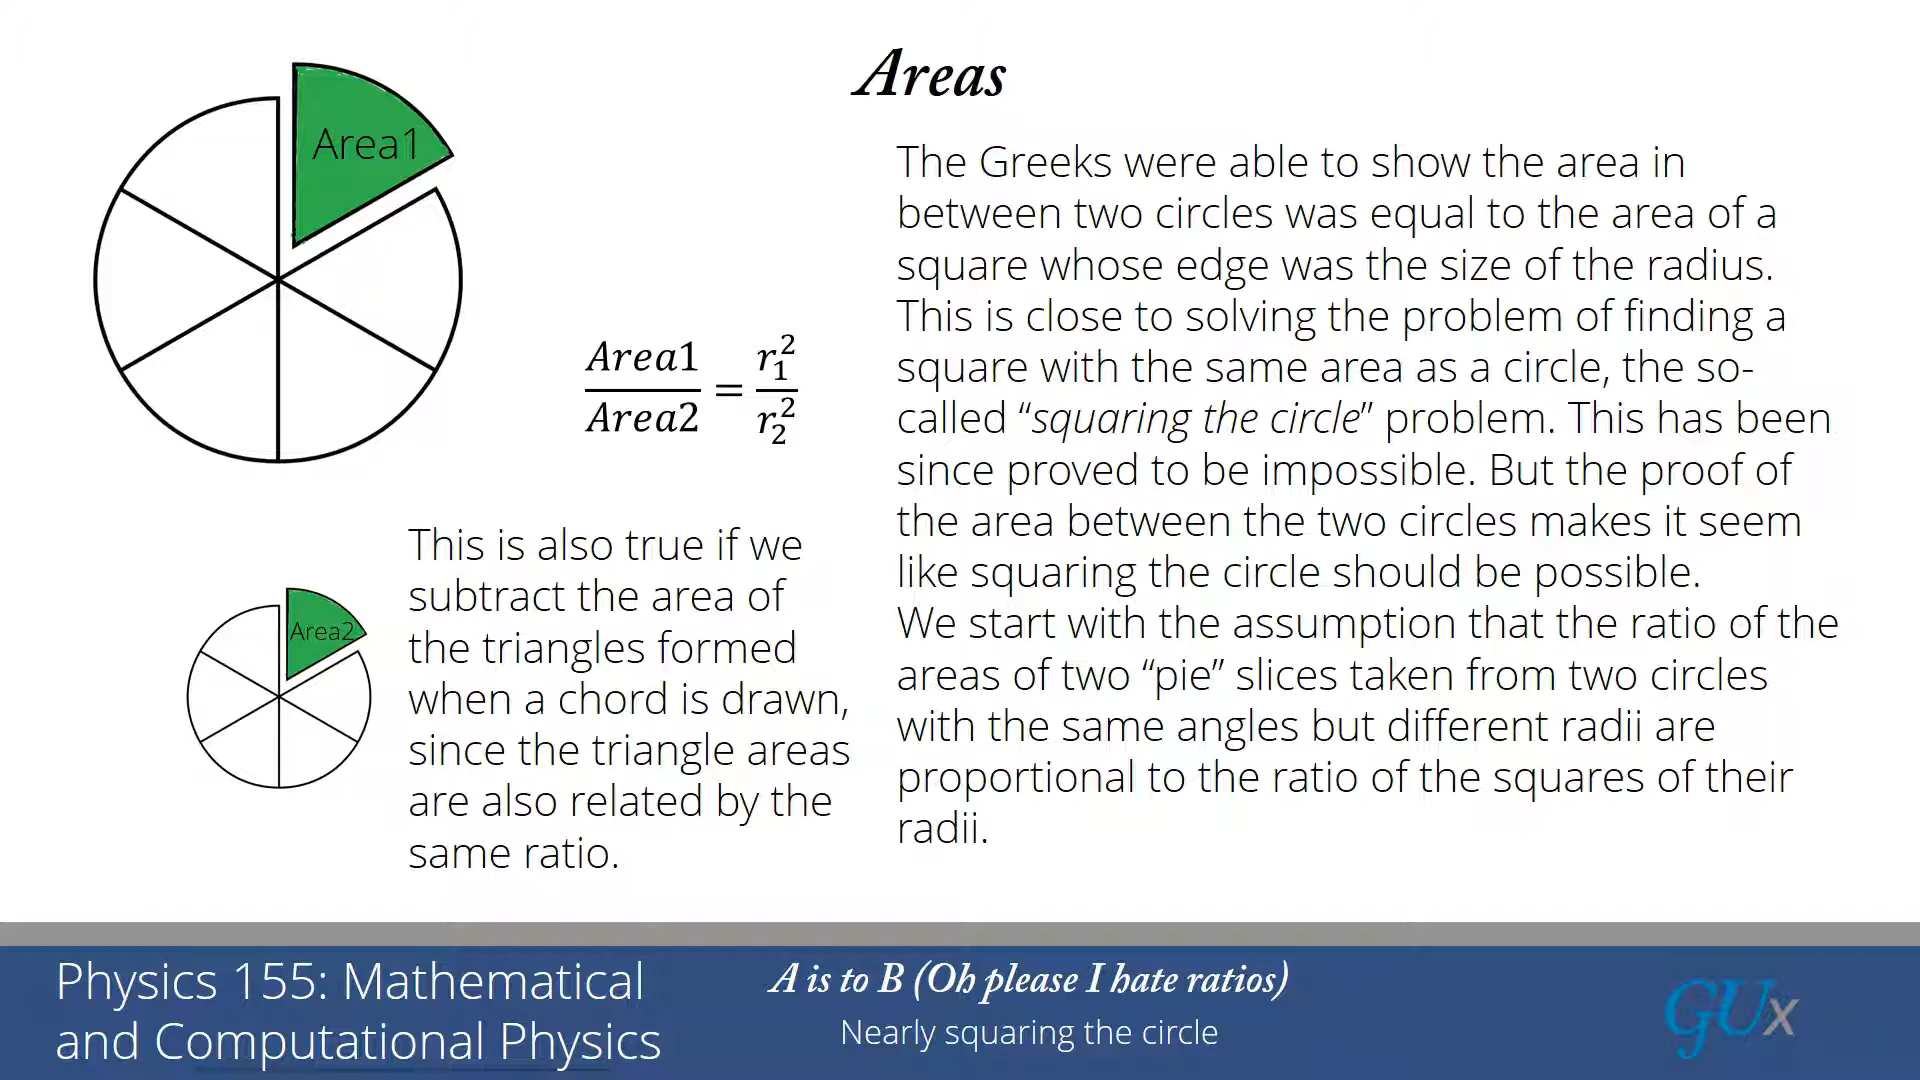 Areas
Area1
Area1 / Area2 = r₁² / r₂²
Area2
This is also true if we
subtract the area of
the triangles formed
when a chord is drawn,
since the triangle areas
are also related by the
same ratio.
The Greeks were able to show the area in
between two circles was equal to the area of a
square whose edge was the size of the radius.
This is close to solving the problem of finding a
square with the same area as a circle, the so-
called “squaring the circle” problem. This has been
since proved to be impossible. But the proof of
the area between the two circles makes it seem
like squaring the circle should be possible.
We start with the assumption that the ratio of the
areas of two “pie” slices taken from two circles
with the same angles but different radii are
proportional to the ratio of the squares of their
radii.
Physics 155: Mathematical
and Computational Physics
A is to B (Oh please I hate ratios)
Nearly squaring the circle
GUx